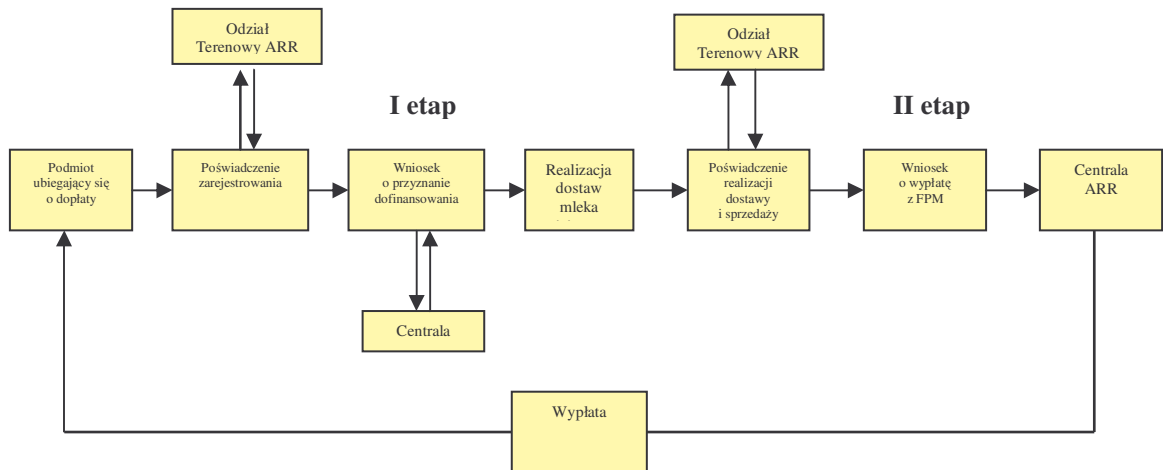 Odział
Terenowy ARR
Odział
Terenowy ARR
I etap
II etap
Podmiot
ubiegający się
o dopłaty
Poświadczenie
zarejestrowania
Wniosek
o przyznanie
dofinansowania
Realizacja
dostaw
mleka
Poświadczenie
realizacji
dostawy
i sprzedaży
Wniosek
o wypłatę
z FPM
Centrala
ARR
Centrala
Wypłata